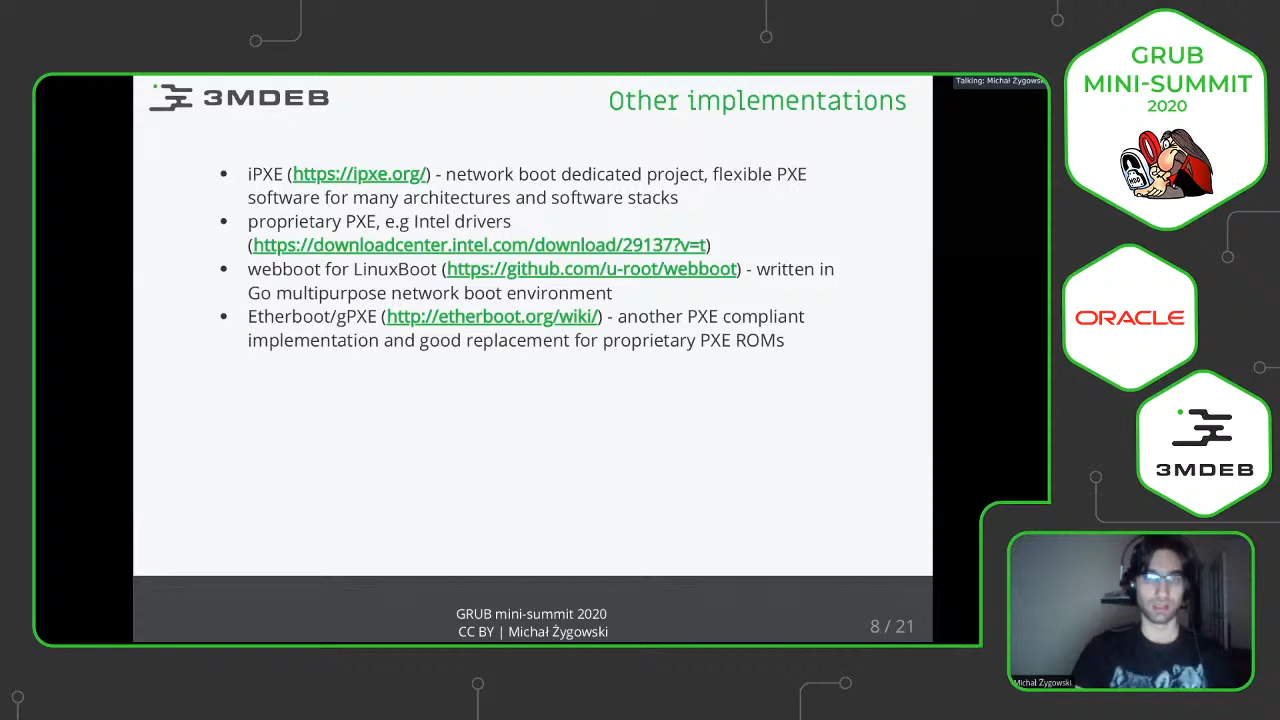 3MDEB
Other implementations
Talking: Michał Żygowsk
iPXE (https://ipxe.org/) - network boot dedicated project, flexible PXE
software for many architectures and software stacks
proprietary PXE, e.g Intel drivers
(https://downloadcenter.intel.com/download/29137?v=t)
webboot for LinuxBoot (https://github.com/u-root/webboot) - written in
Go multipurpose network boot environment
Etherboot/gPXE (http://etherboot.org/wiki/) - another PXE compliant
implementation and good replacement for proprietary PXE ROMs
GRUB mini-summit 2020
CC BY | Michał Żygowski
8 / 21
GRUB
MINI-SUMMIT
2020
ORACLE
3MDEB
Michał Żygowski